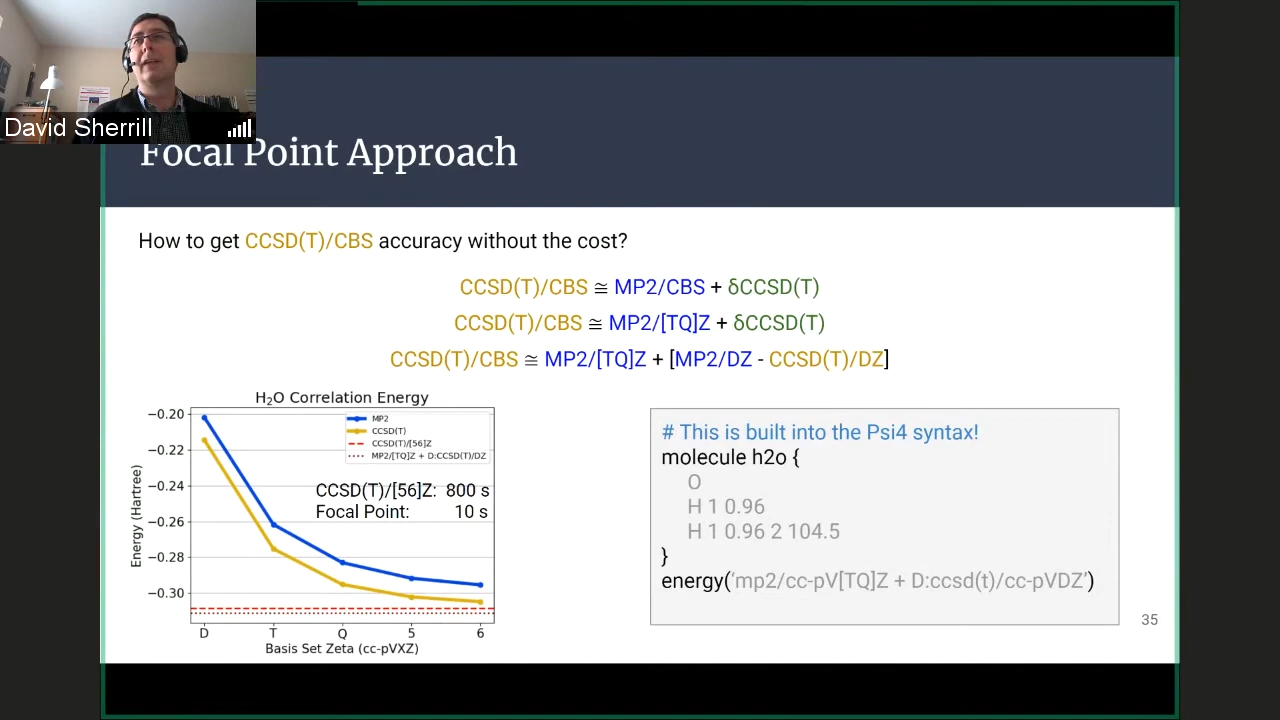 David Sherrill
Focal Point Approach
How to get CCSD(T)/CBS accuracy without the cost?
CCSD(T)/CBS ≅ MP2/CBS + δCCSD(T)
CCSD(T)/CBS ≅ MP2/[TQ]Z + δCCSD(T)
CCSD(T)/CBS ≅ MP2/[TQ]Z + [MP2/DZ - CCSD(T)/DZ]
H₂O Correlation Energy
MP2
CCSD(T)
CCSD(T)/[56]Z
MP2/[TQ]Z + D:CCSD(T)/DZ
CCSD(T)/[56]Z: 800 s
Focal Point: 10 s
Energy (Hartree)
−0.20
−0.22
−0.24
−0.26
−0.28
−0.30
D T Q 5 6
Basis Set Zeta (cc-pVXZ)
# This is built into the Psi4 syntax!
molecule h2o {
O
H 1 0.96
H 1 0.96 2 104.5
}
energy('mp2/cc-pV[TQ]Z + D:ccsd(t)/cc-pVDZ')
35